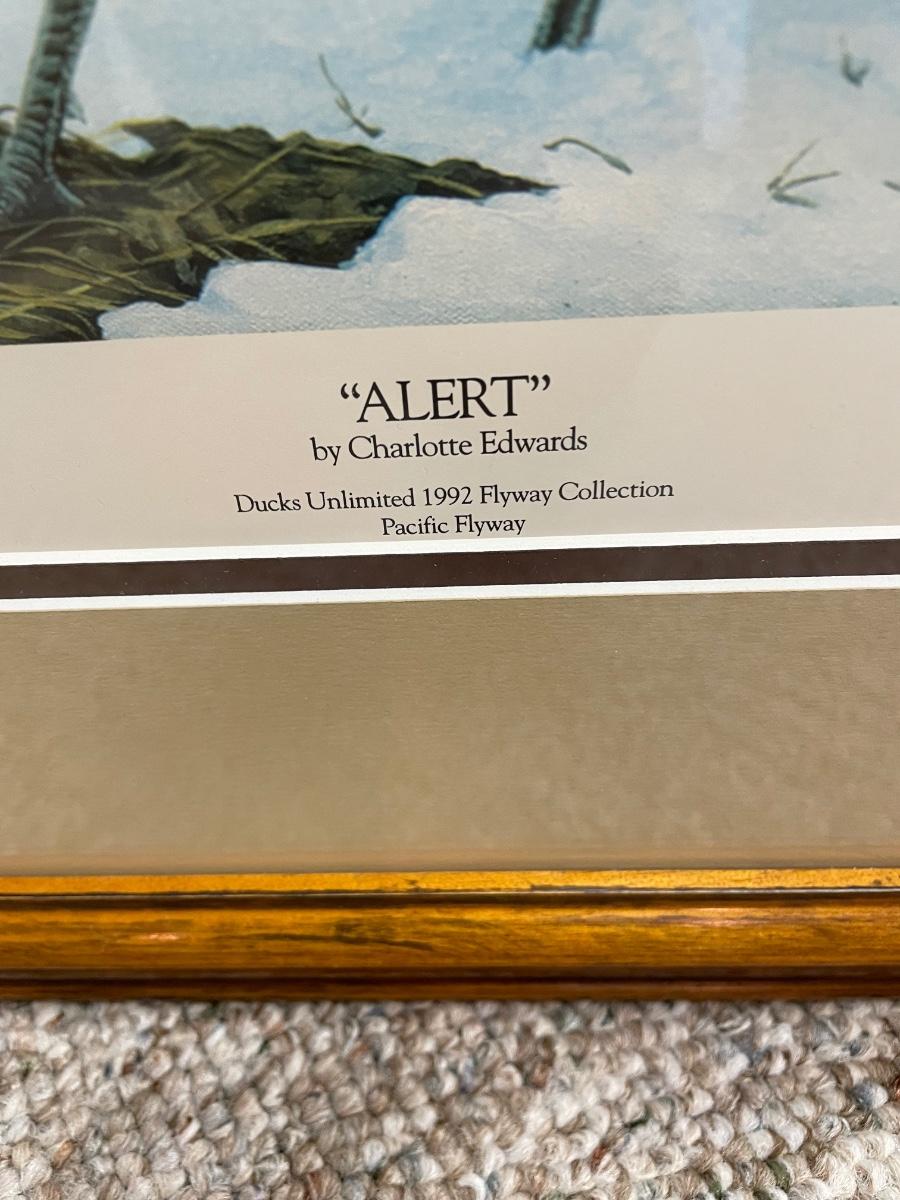 “ALERT”
by Charlotte Edwards
Ducks Unlimited 1992 Flyway Collection
Pacific Flyway